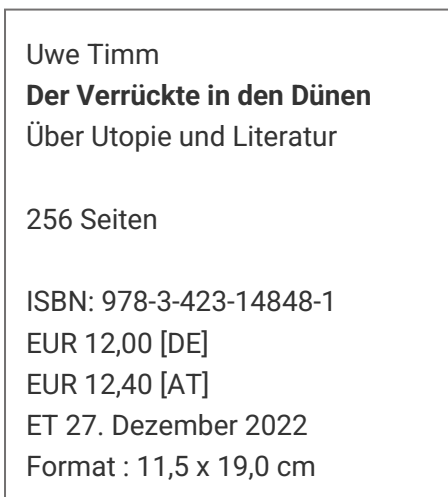 Uwe Timm
Der Verrückte in den Dünen
Über Utopie und Literatur
256 Seiten
ISBN: 978-3-423-14848-1
EUR 12,00 [DE]
EUR 12,40 [AT]
ET 27. Dezember 2022
Format : 11,5 x 19,0 cm